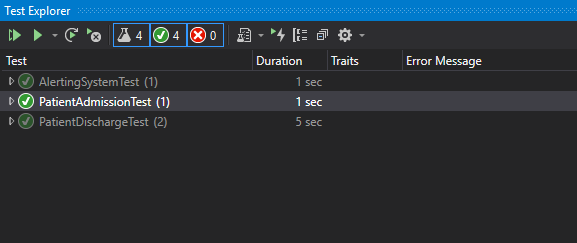 Test Explorer
4 4 0
Test Duration Traits Error Message
AlertingSystemTest (1) 1 sec
PatientAdmissionTest (1) 1 sec
PatientDischargeTest (2) 5 sec